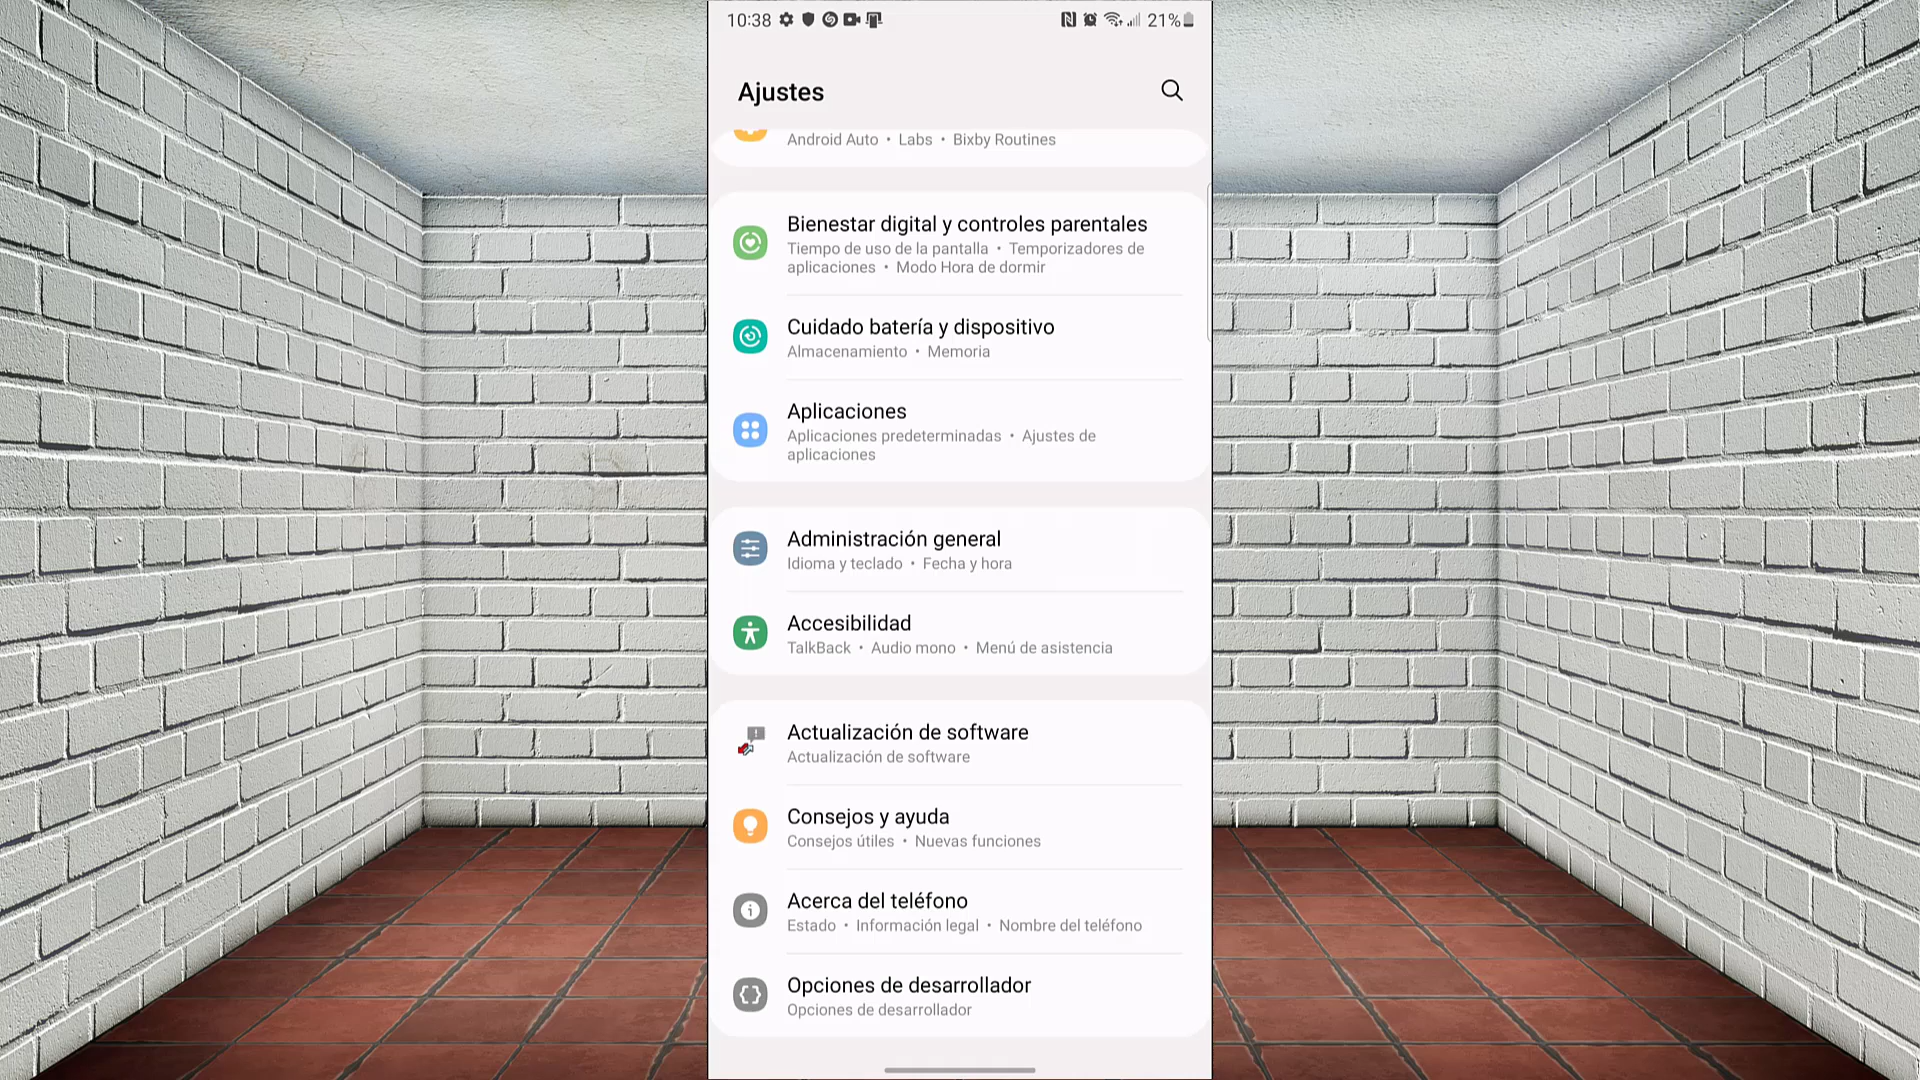 10:38 21%
Ajustes
Android Auto • Labs • Bixby Routines
Bienestar digital y controles parentales
Tiempo de uso de la pantalla • Temporizadores de
aplicaciones • Modo Hora de dormir
Cuidado batería y dispositivo
Almacenamiento • Memoria
Aplicaciones
Aplicaciones predeterminadas • Ajustes de
aplicaciones
Administración general
Idioma y teclado • Fecha y hora
Accesibilidad
TalkBack • Audio mono • Menú de asistencia
Actualización de software
Actualización de software
Consejos y ayuda
Consejos útiles • Nuevas funciones
Acerca del teléfono
Estado • Información legal • Nombre del teléfono
Opciones de desarrollador
Opciones de desarrollador